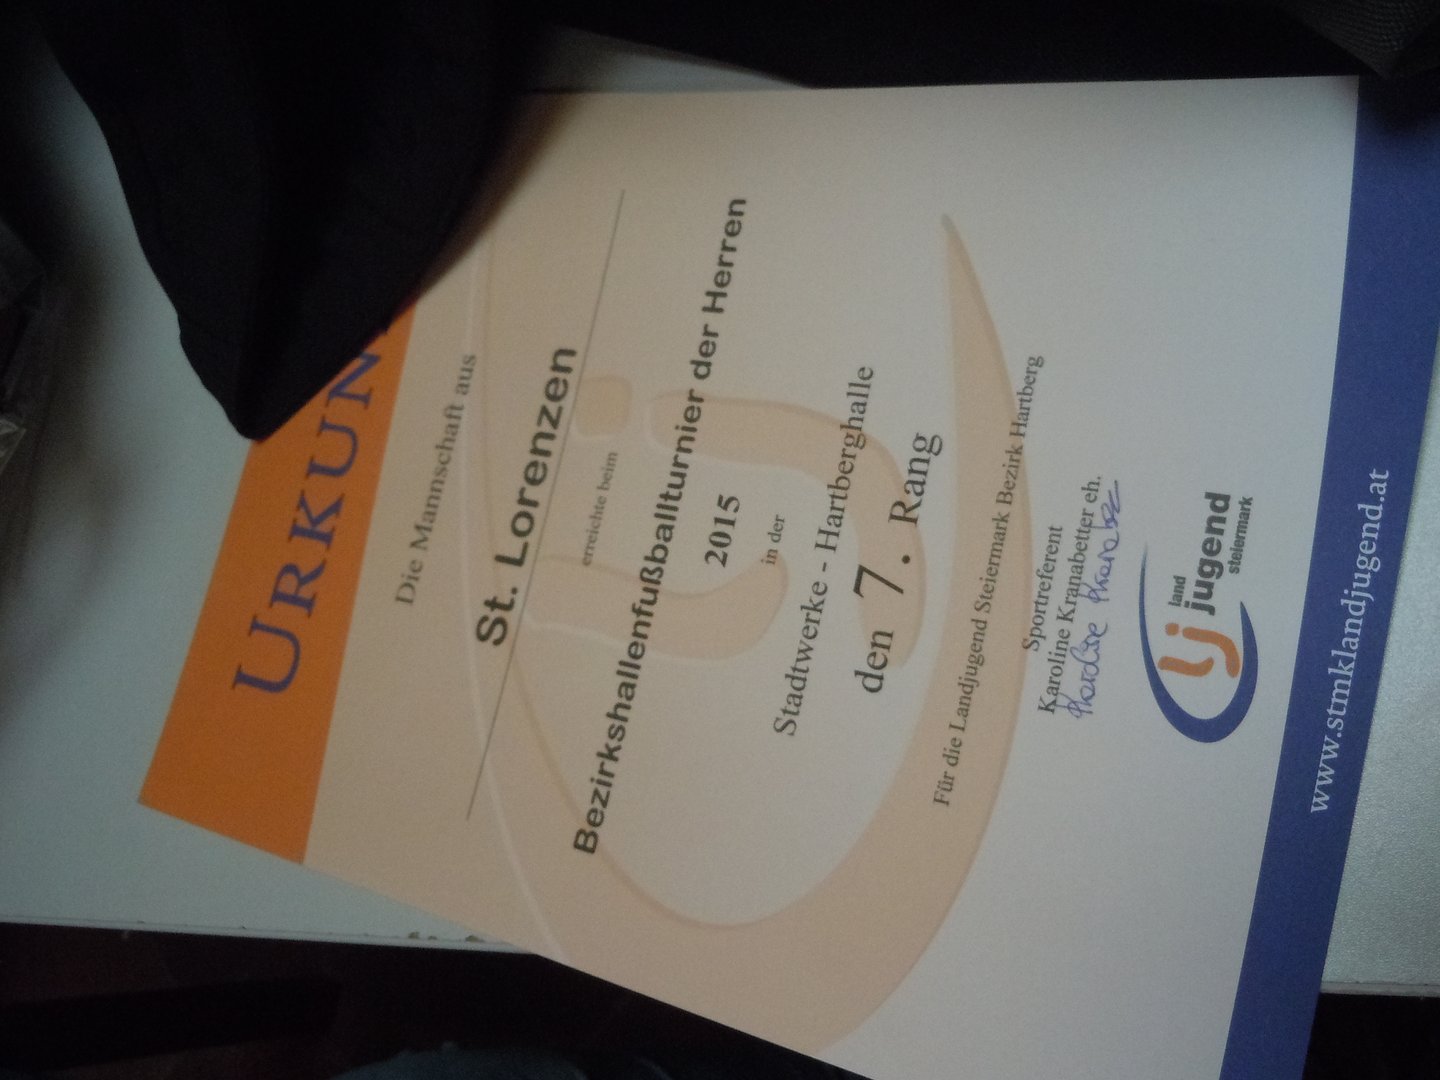 URKUN
Die Mannschaft aus
St. Lorenzen
erreichte beim
Bezirkshallenfußballturnier der Herren
2015
in der
Stadtwerke - Hartberghalle
den 7. Rang
Für die Landjugend Steiermark Bezirk Hartberg
Sportreferent
Karoline Kranabetter eh.
lj
land
jugend
steiermark
www.stmklandjugend.at